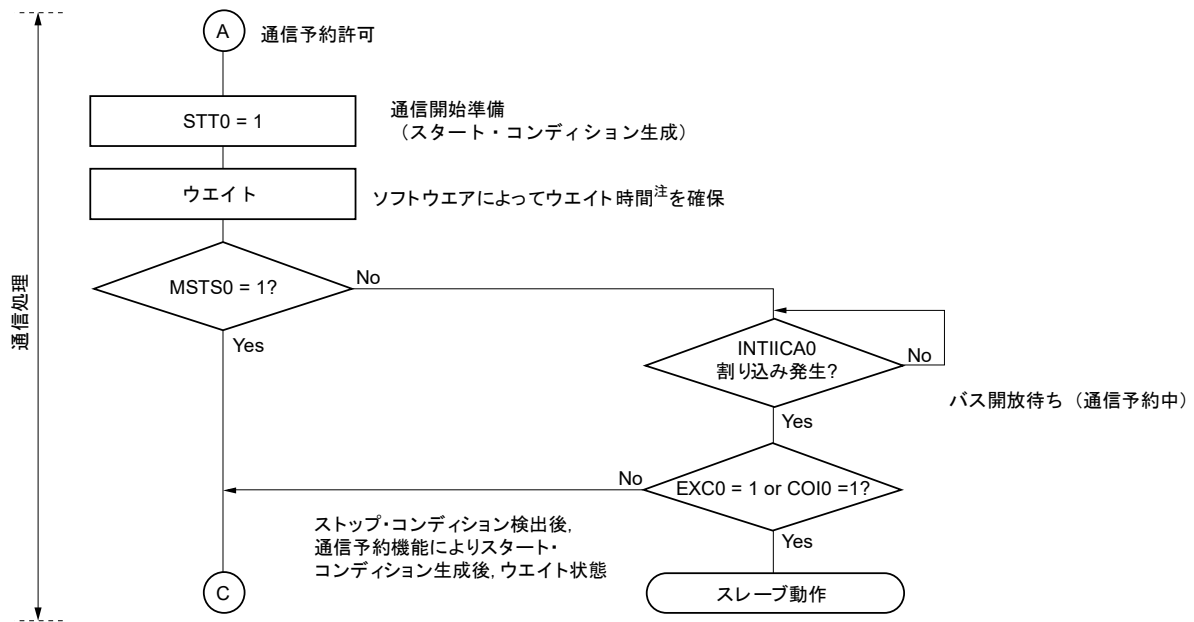 A 通信予約許可
STT0 = 1
通信開始準備
（スタート・コンディション生成）
ウエイト
ソフトウエアによってウエイト時間注を確保
MSTS0 = 1?
No
Yes
INTIICA0
割り込み発生?
No
バス開放待ち（通信予約中）
Yes
EXC0 = 1 or COI0 =1?
No
Yes
ストップ・コンディション検出後,
通信予約機能によりスタート・
コンディション生成後, ウエイト状態
C
スレーブ動作
通信処理